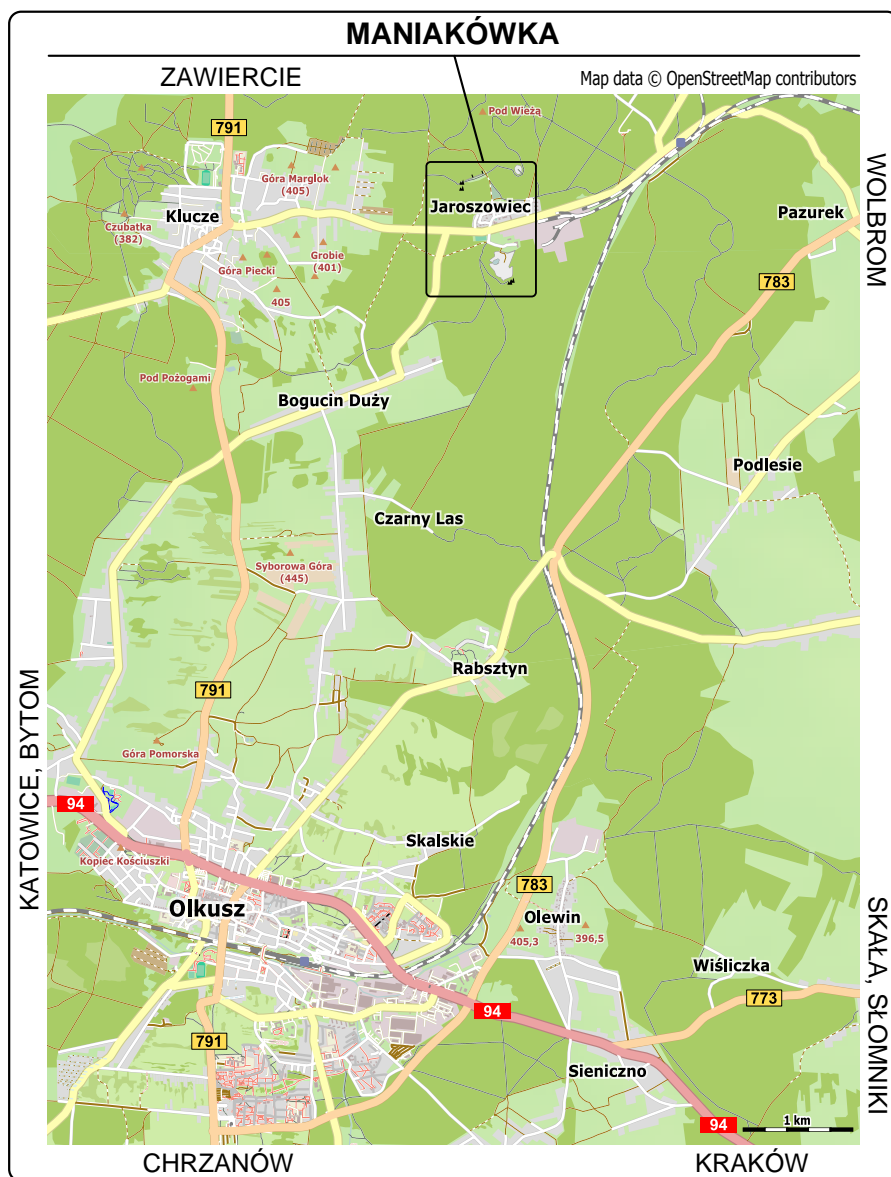 MANIAKÓWKA
ZAWIERCIE
Map data © OpenStreetMap contributors
Pod Wieżą
791
Góra Marglok
(405)
Jaroszowiec
WOLBROM
Klucze
Pazurek
Czubatka
(382)
Grobie
(401)
Góra Piecki
783
405
Pod Pożogami
Bogucin Duży
Podlesie
Czarny Las
Syborowa Góra
(445)
Rabsztyn
791
KATOWICE, BYTOM
Góra Pomorska
94
Skalskie
Kopiec Kościuszki
783
Olkusz
Olewin
405,3
396,5
SKAŁA, SŁOMNIKI
Wiśliczka
773
94
791
Sieniczno
94
1 km
CHRZANÓW
KRAKÓW